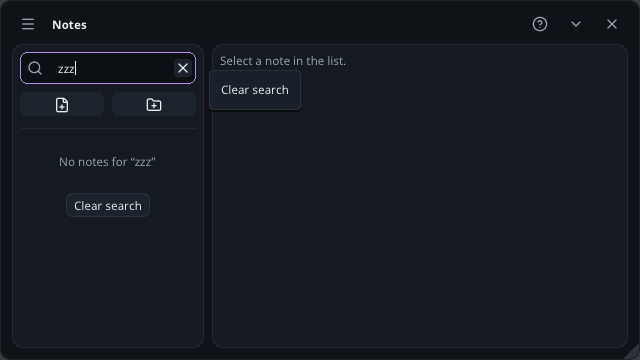 Notes
zzz
Select a note in the list.
Clear search
No notes for “zzz”
Clear search